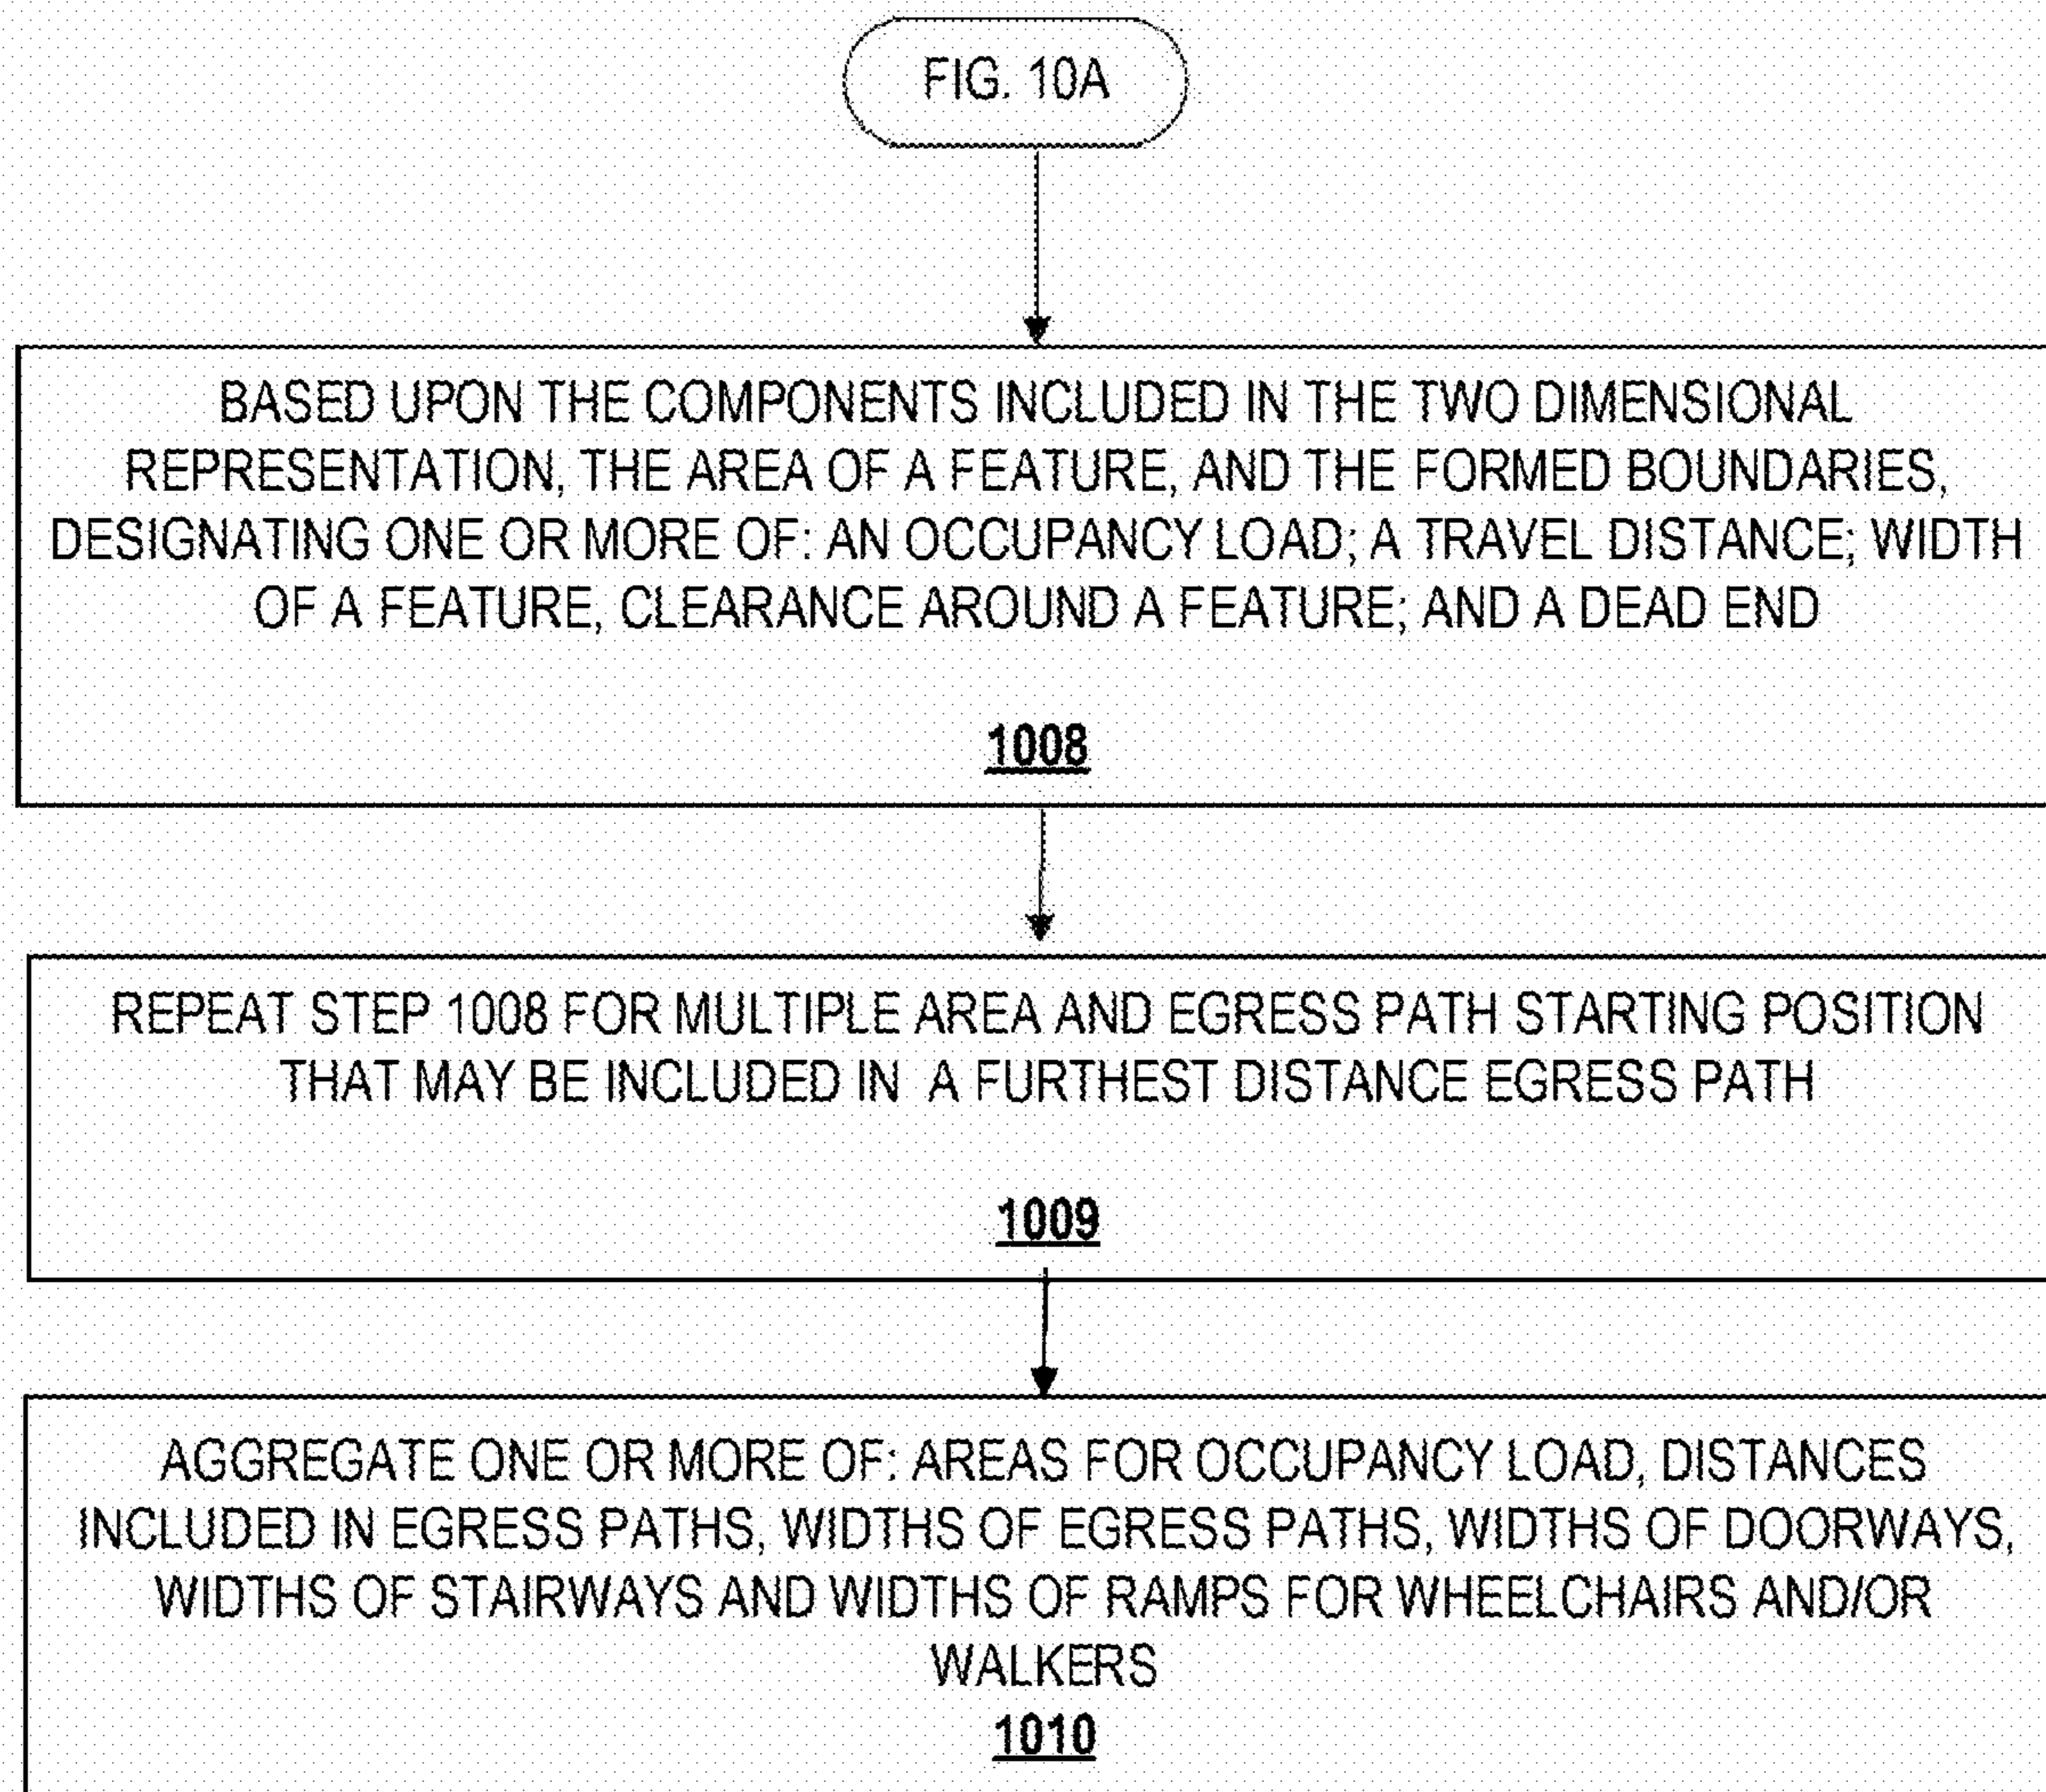 FIG. 10A
BASED UPON THE COMPONENTS INCLUDED IN THE TWO DIMENSIONAL
REPRESENTATION, THE AREA OF A FEATURE, AND THE FORMED BOUNDARIES,
DESIGNATING ONE OR MORE OF: AN OCCUPANCY LOAD; A TRAVEL DISTANCE; WIDTH
OF A FEATURE, CLEARANCE AROUND A FEATURE; AND A DEAD END
1008
REPEAT STEP 1008 FOR MULTIPLE AREA AND EGRESS PATH STARTING POSITION
THAT MAY BE INCLUDED IN A FURTHEST DISTANCE EGRESS PATH
1009
AGGREGATE ONE OR MORE OF: AREAS FOR OCCUPANCY LOAD, DISTANCES
INCLUDED IN EGRESS PATHS, WIDTHS OF EGRESS PATHS, WIDTHS OF DOORWAYS,
WIDTHS OF STAIRWAYS AND WIDTHS OF RAMPS FOR WHEELCHAIRS AND/OR
WALKERS
1010